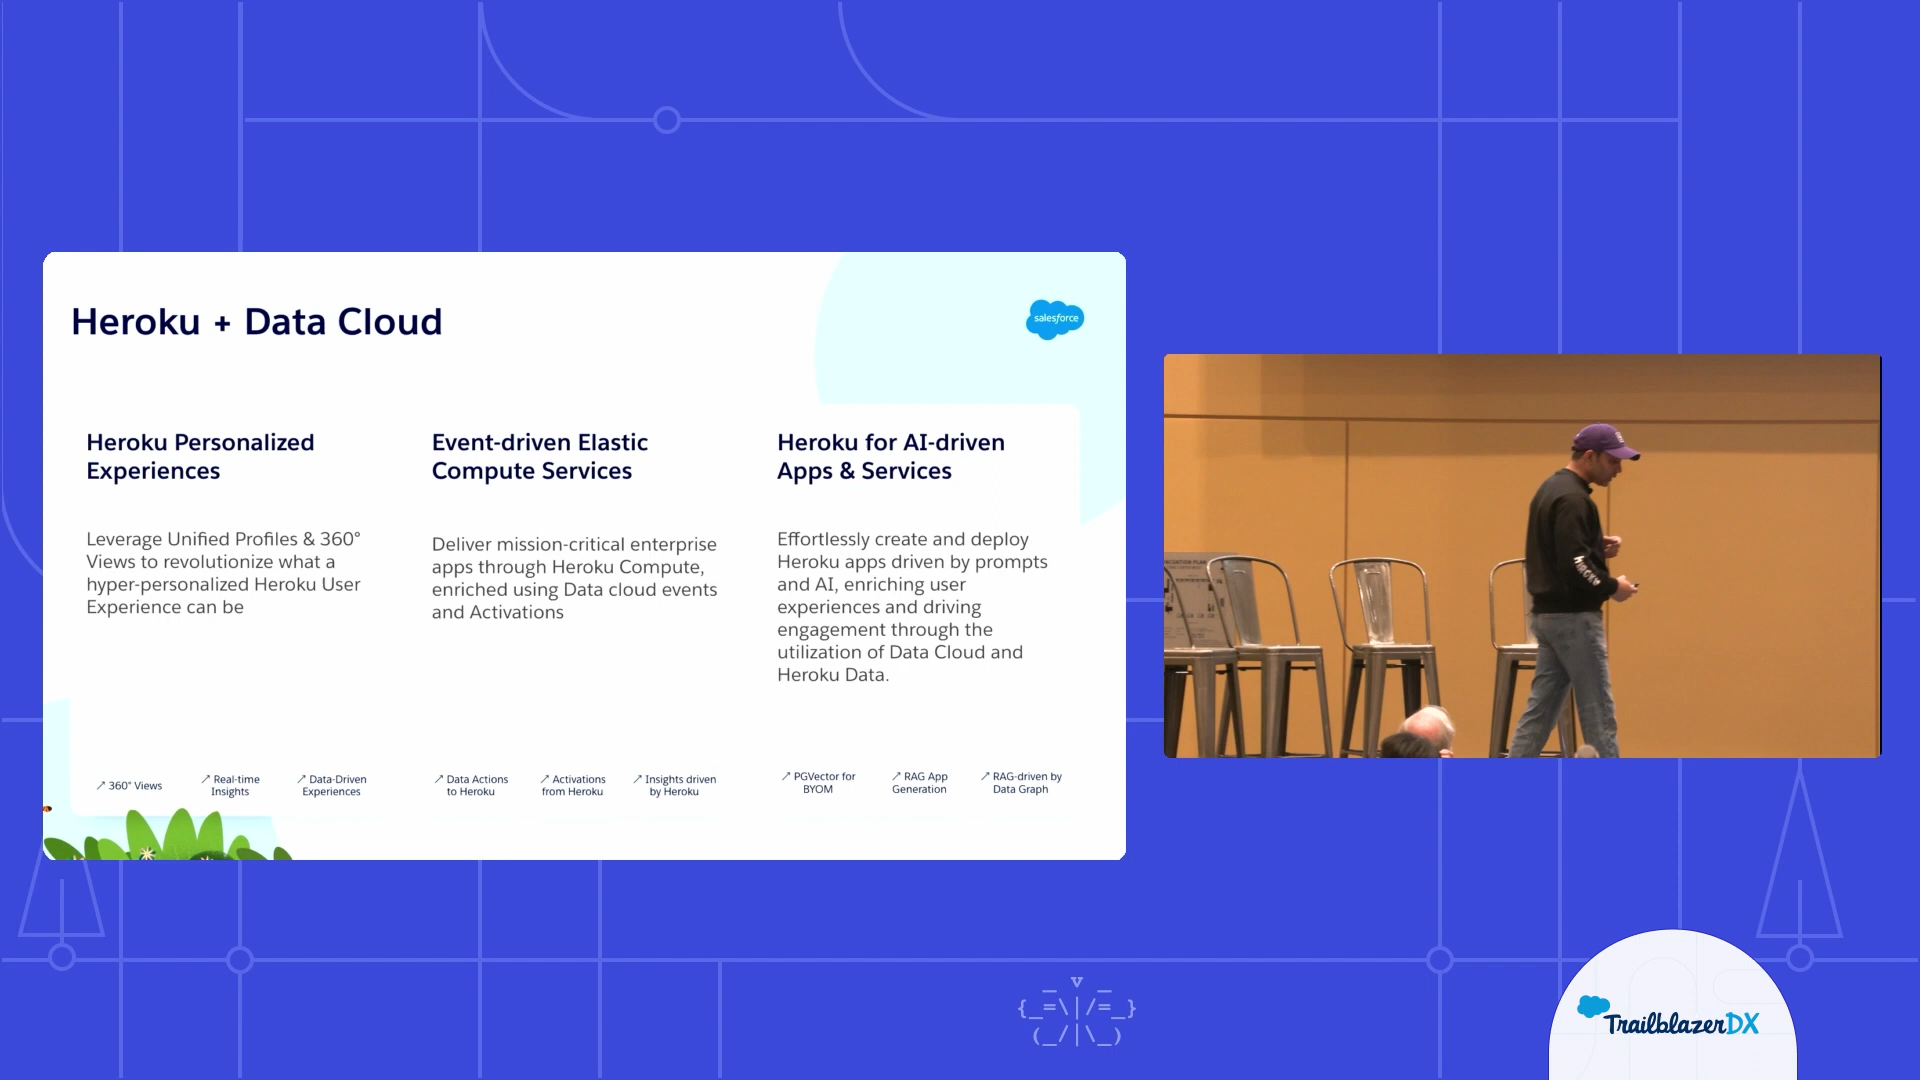 Heroku + Data Cloud
salesforce
Heroku Personalized
Experiences
Leverage Unified Profiles & 360°
Views to revolutionize what a
hyper-personalized Heroku User
Experience can be
↗ 360° Views
↗ Real-time
Insights
↗ Data-Driven
Experiences
Event-driven Elastic
Compute Services
Deliver mission-critical enterprise
apps through Heroku Compute,
enriched using Data cloud events
and Activations
↗ Data Actions
to Heroku
↗ Activations
from Heroku
↗ Insights driven
by Heroku
Heroku for AI-driven
Apps & Services
Effortlessly create and deploy
Heroku apps driven by prompts
and AI, enriching user
experiences and driving
engagement through the
utilization of Data Cloud and
Heroku Data.
↗ PGVector for
BYOM
↗ RAG App
Generation
↗ RAG-driven by
Data Graph
heroku
TrailblazerDX